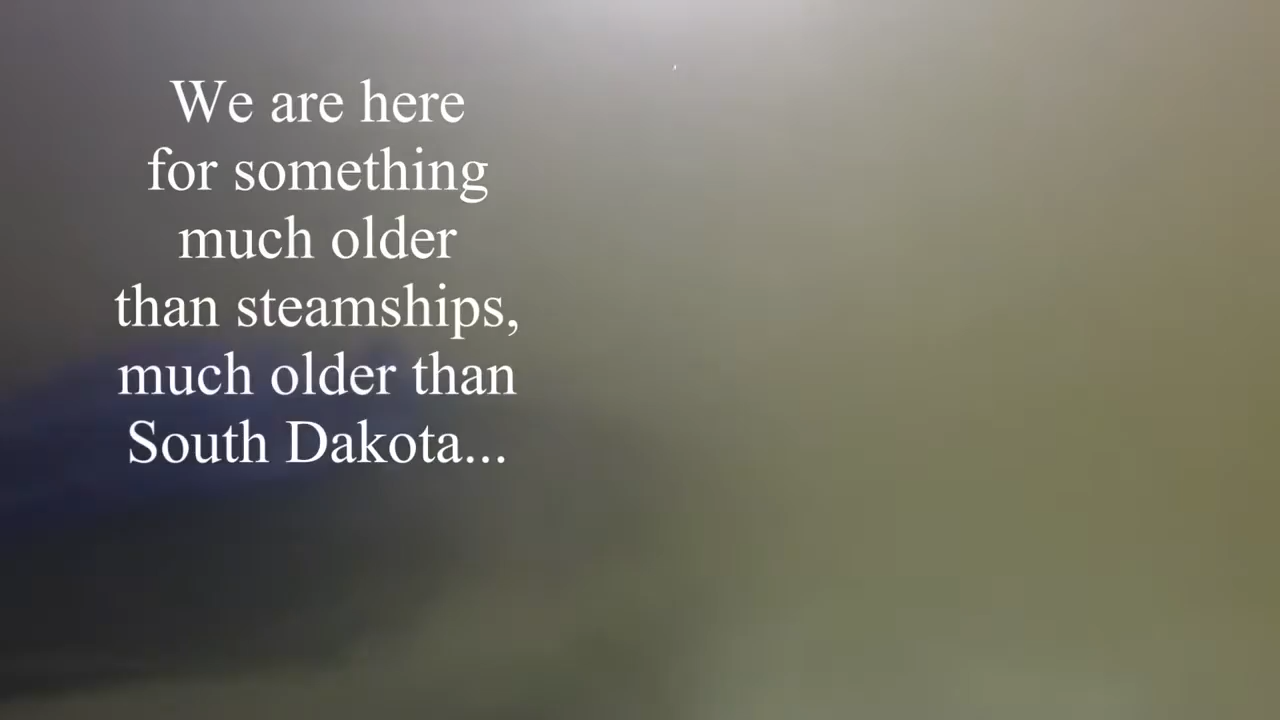 We are here
for something
much older
than steamships,
much older than
South Dakota...